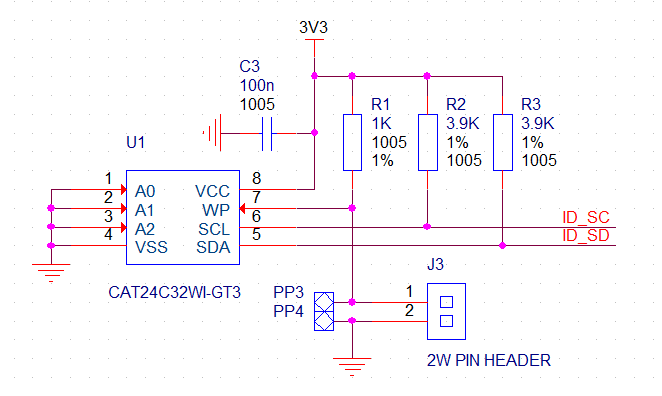 3V3
C3
100n
1005
R1
1K
1005
1%
R2
3.9K
1%
1005
R3
3.9K
1%
1005
U1
1
2
3
4
A0
A1
A2
VSS
VCC
WP
SCL
SDA
8
7
6
5
ID_SC
ID_SD
CAT24C32WI-GT3
PP3
PP4
J3
1
2
2W PIN HEADER